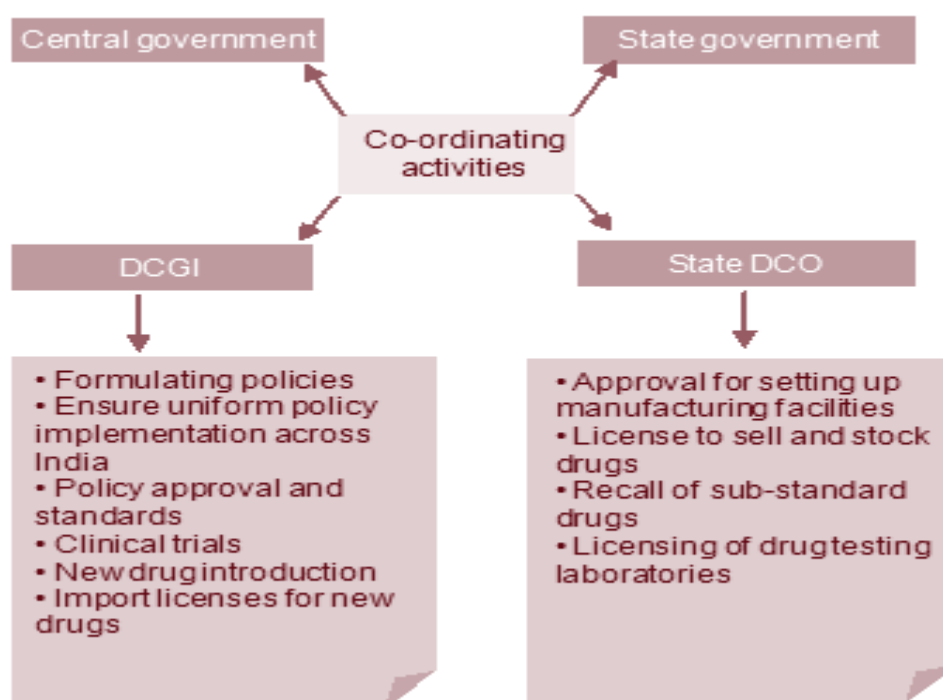 Central government
State government
Co-ordinating
activities
DCGI
State DCO
• Formulating policies
• Ensure uniform policy
implementation across
India
• Policy approval and
standards
• Clinical trials
• New drug introduction
• Import licenses for new
drugs
• Approval for setting up
manufacturing facilities
• License to sell and stock
drugs
• Recall of sub-standard
drugs
• Licensing of drug testing
laboratories